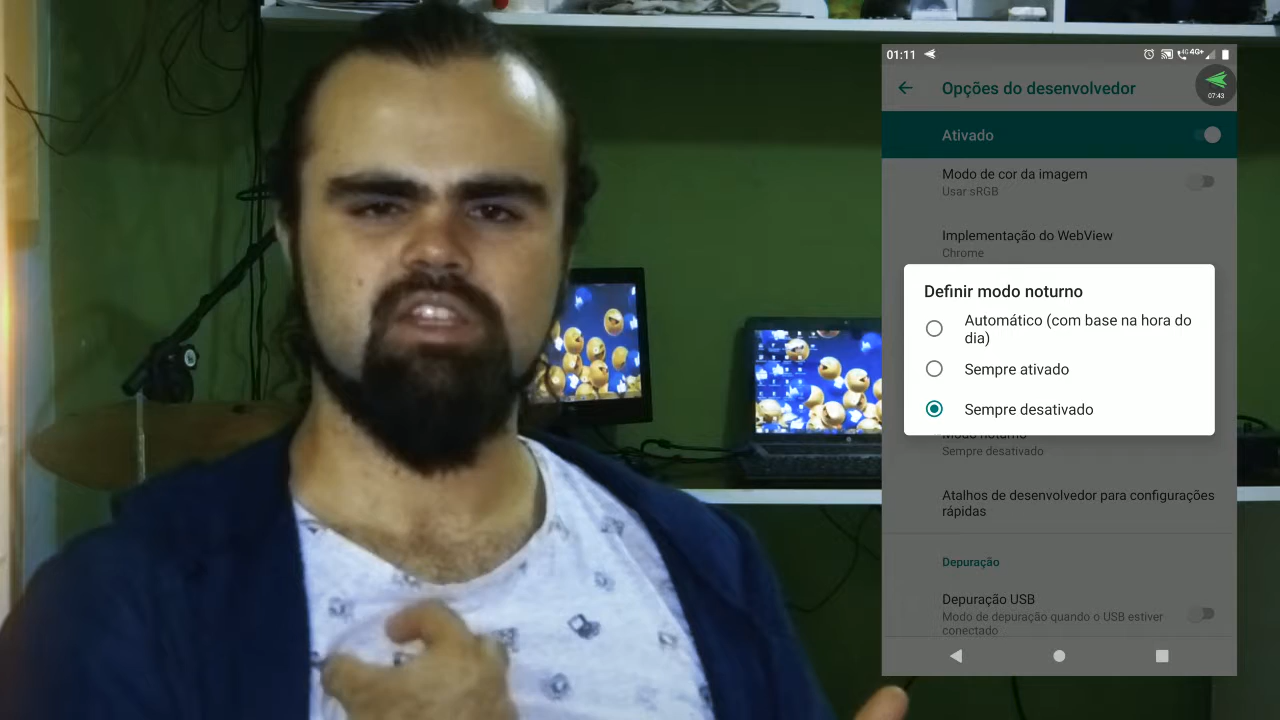 01:11
4G 4G+
Opções do desenvolvedor
07:43
Ativado
Modo de cor da imagem
Usar sRGB
Implementação do WebView
Chrome
Definir modo noturno
Automático (com base na hora do
dia)
Sempre ativado
Sempre desativado
Modo noturno
Sempre desativado
Atalhos de desenvolvedor para configurações
rápidas
Depuração
Depuração USB
Modo de depuração quando o USB estiver
conectado